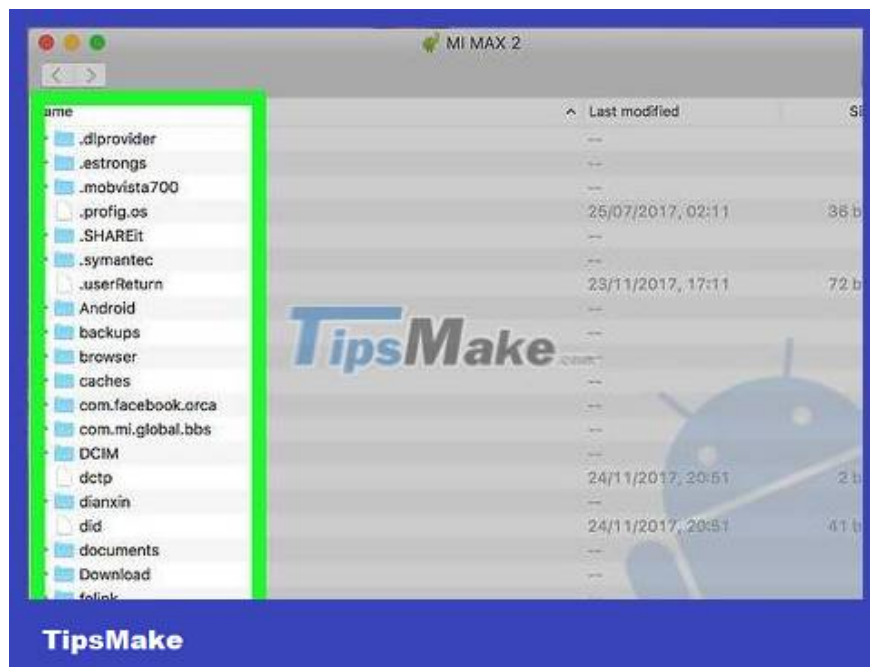 MI MAX 2
ame Last modified Si
.dlprovider --
.estrongs --
.mobvista700 --
.profig.os 25/07/2017, 02:11 36 b
.SHAREit --
.symantec --
.userReturn 23/11/2017, 17:11 72 b
Android --
backups --
browser --
caches --
com.facebook.orca --
com.mi.global.bbs --
DCIM --
dctp 24/11/2017, 20:51 2 b
dianxin --
did 24/11/2017, 20:51 41 b
documents --
Download --
TipsMake.com
TipsMake